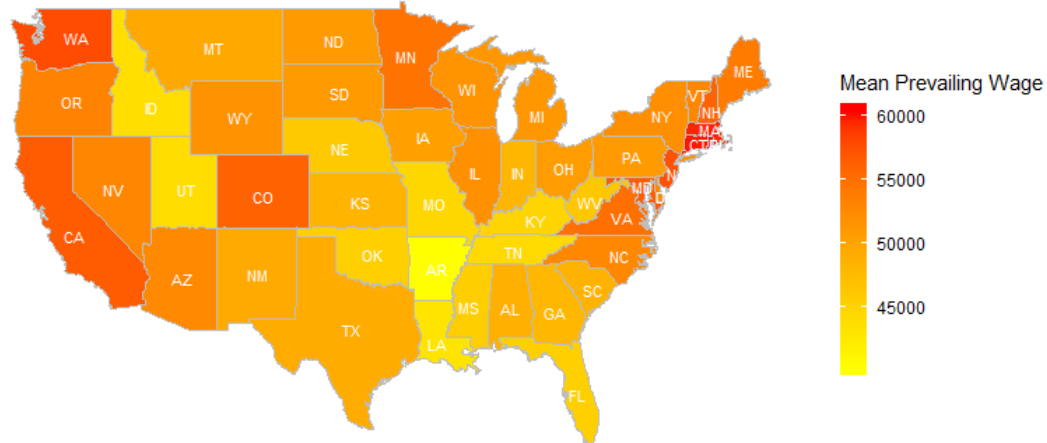 WA
MT
ND
MN
ME
OR
ID
SD
WI
VT
NH
WY
MI
NY
MA
IA
CT
NE
PA
NV
UT
CO
IL
IN
OH
KS
MO
WV
MD
VA
CA
KY
OK
TN
NC
AZ
NM
AR
SC
MS
AL
GA
TX
LA
FL
Mean Prevailing Wage
60000
55000
50000
45000